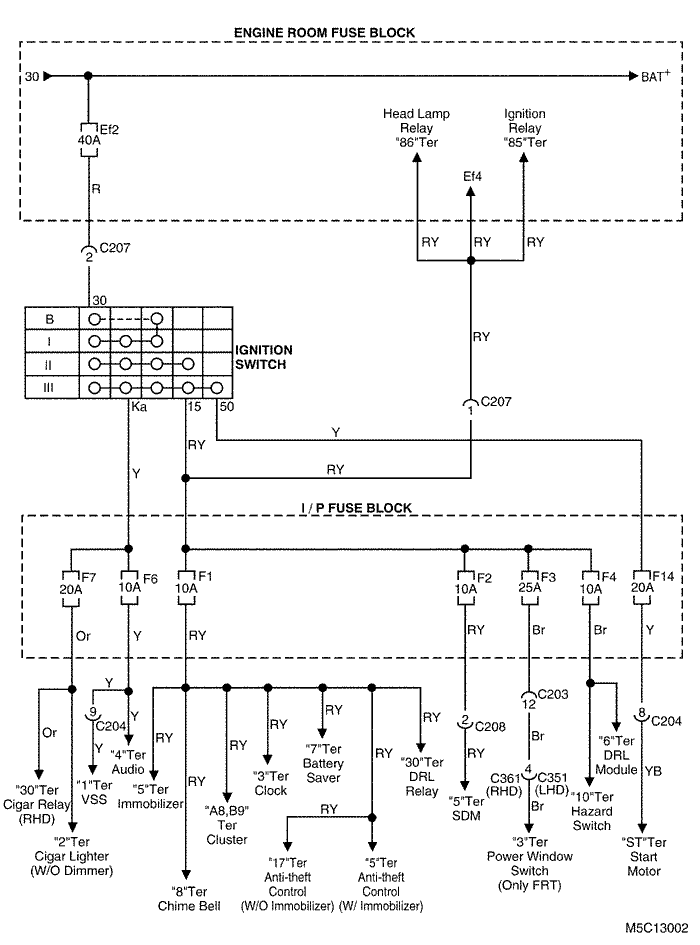 ENGINE ROOM FUSE BLOCK
30
BAT+
Ef2
40A
Head Lamp
Relay
"86"Ter
Ignition
Relay
"85"Ter
Ef4
R
RY
RY
RY
C207
2
30
B
I
II
III
IGNITION
SWITCH
RY
C207
1
Ka
15
50
Y
RY
Y
RY
I / P FUSE BLOCK
F7
20A
F6
10A
F1
10A
F2
10A
F3
25A
F4
10A
F14
20A
Or
Y
RY
RY
Br
Br
Y
Or
Y
9
C204
Y
Y
RY
RY
RY
RY
RY
RY
RY
2
C208
RY
C203
12
Br
4
C361
(RHD)
C351
(LHD)
Br
8
C204
YB
"30"Ter
Cigar Relay
(RHD)
"2"Ter
Cigar Lighter
(W/O Dimmer)
"1"Ter
VSS
"4"Ter
Audio
"5"Ter
Immobilizer
"8"Ter
Chime Bell
"A8,B9"
Ter
Cluster
"3"Ter
Clock
"7"Ter
Battery
Saver
"30"Ter
DRL
Relay
RY
"17"Ter
Anti-theft
Control
(W/O Immobilizer)
"5"Ter
Anti-theft
Control
(W/ Immobilizer)
"5"Ter
SDM
"3"Ter
Power Window
Switch
(Only FRT)
"6"Ter
DRL
Module
"10"Ter
Hazard
Switch
"ST"Ter
Start
Motor
M5C13002